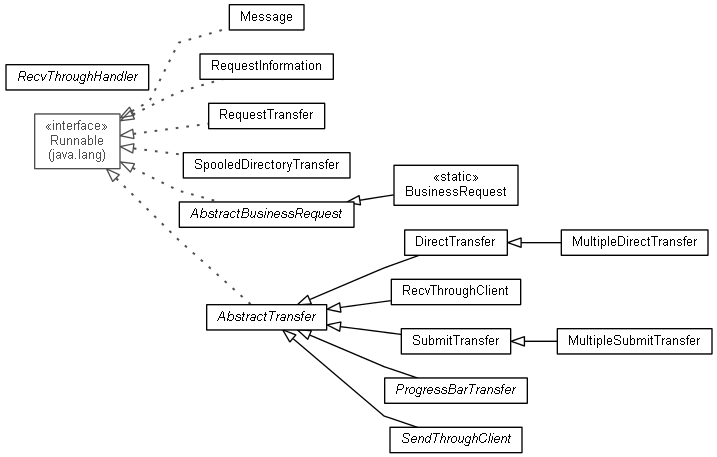 Message
RequestInformation
RecvThroughHandler
RequestTransfer
«interface»
Runnable
(java.lang)
SpooledDirectoryTransfer
«static»
BusinessRequest
AbstractBusinessRequest
DirectTransfer
MultipleDirectTransfer
RecvThroughClient
AbstractTransfer
SubmitTransfer
MultipleSubmitTransfer
ProgressBarTransfer
SendThroughClient